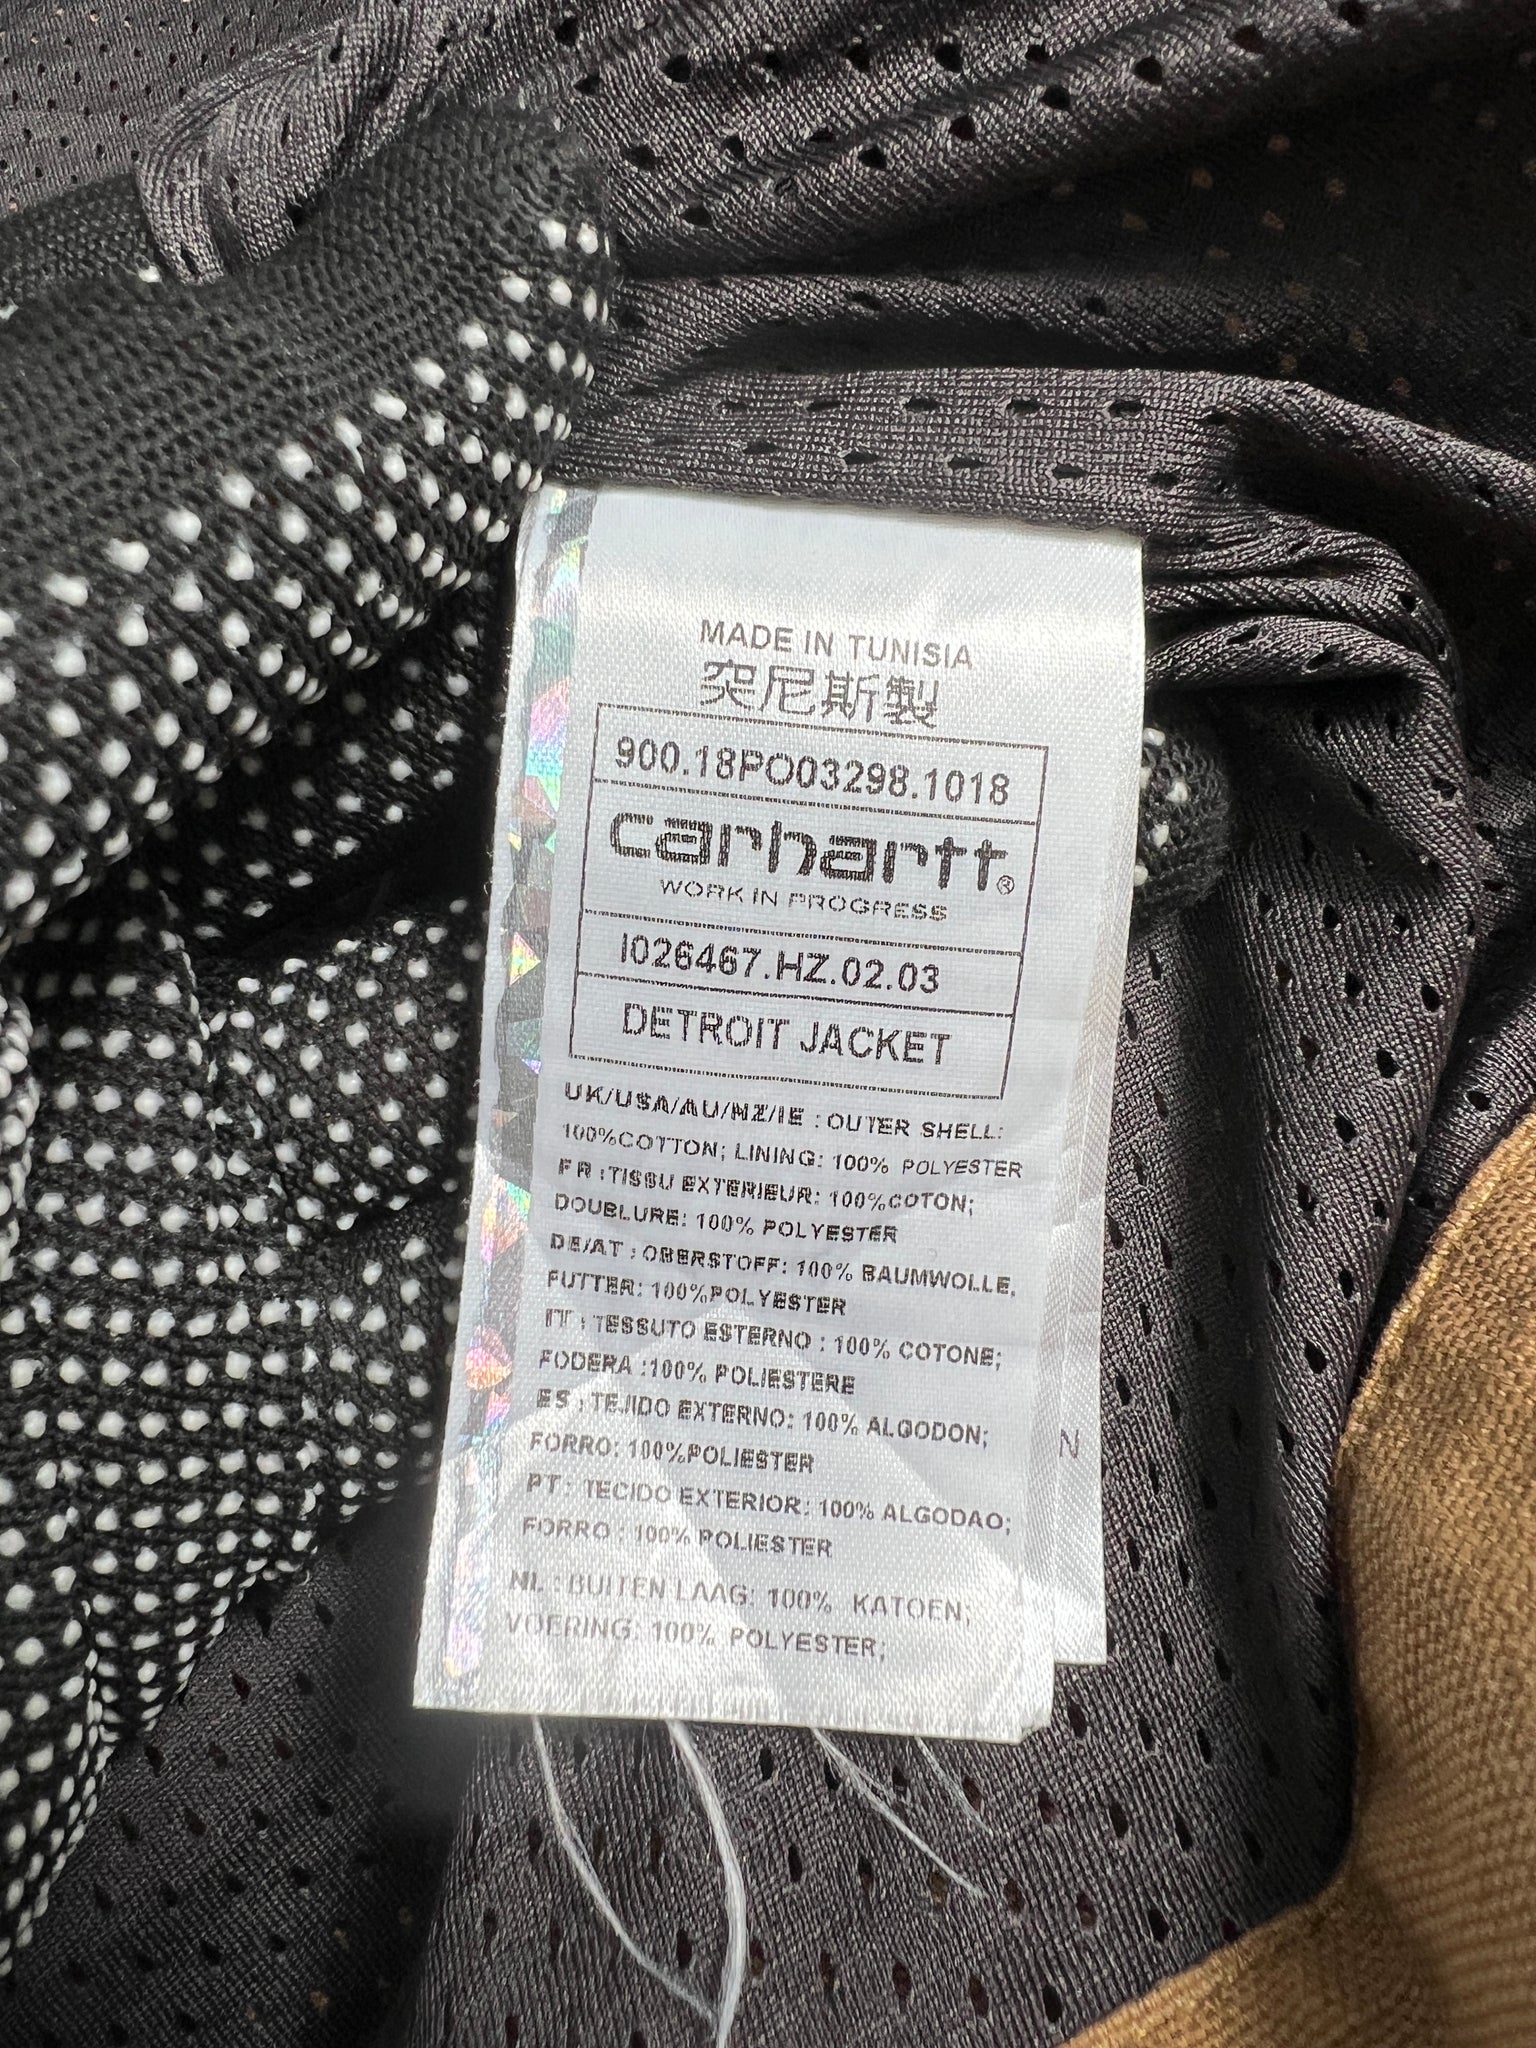 MADE IN TUNISIA
突尼斯製
900.18PO03298.1018
carhartt®
WORK IN PROGRESS
I026467.HZ.02.03
DETROIT JACKET
UK/USA/AU/NZ/IE : OUTER SHELL:
100%COTTON; LINING: 100% POLYESTER
FR :TISSU EXTERIEUR: 100%COTON;
DOUBLURE: 100% POLYESTER
DE/AT : OBERSTOFF: 100% BAUMWOLLE,
FUTTER: 100%POLYESTER
IT : TESSUTO ESTERNO : 100% COTONE;
FODERA :100% POLIESTERE
ES : TEJIDO EXTERNO: 100% ALGODON;
FORRO: 100%POLIESTER
PT: TECIDO EXTERIOR: 100% ALGODAO;
FORRO : 100% POLIESTER
NL : BUITEN LAAG: 100% KATOEN;
VOERING: 100% POLYESTER;
N